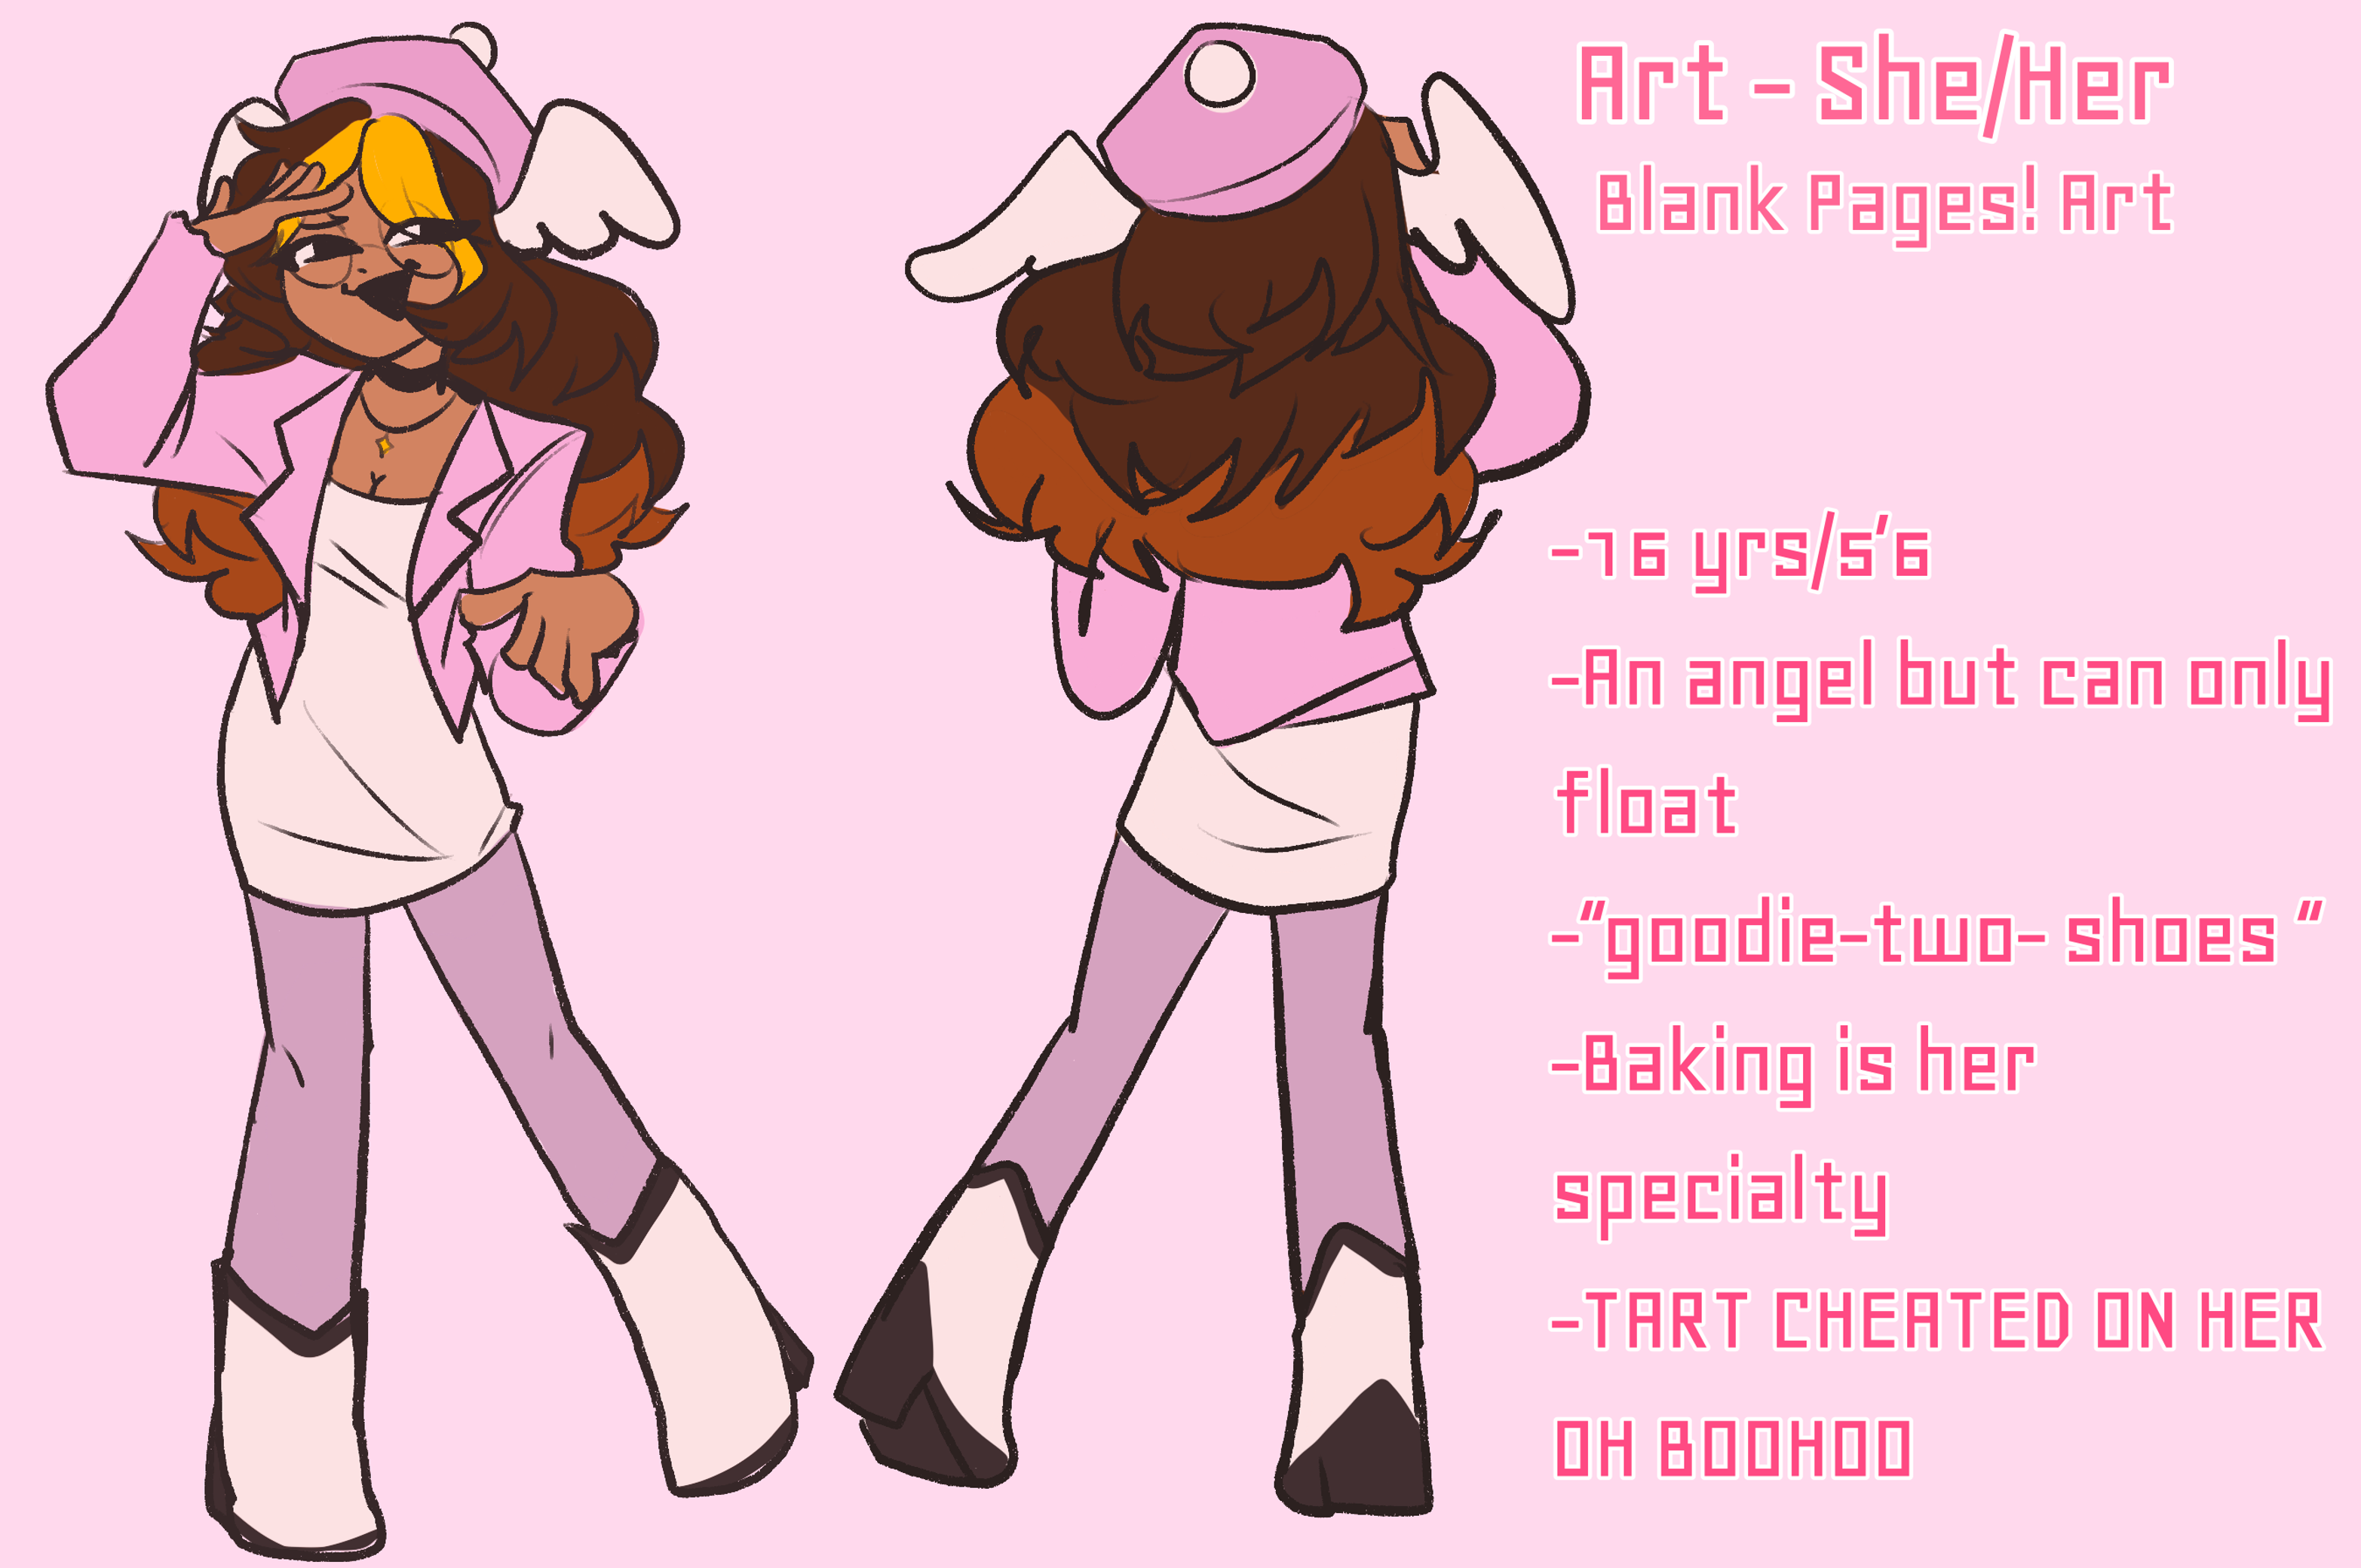 Art - She/Her
Blank Pages! Art
-16 yrs/5'6
-An angel but can only
float
-"goodie-two- shoes "
-Baking is her
specialty
-TART CHEATED ON HER
OH BOOHOO